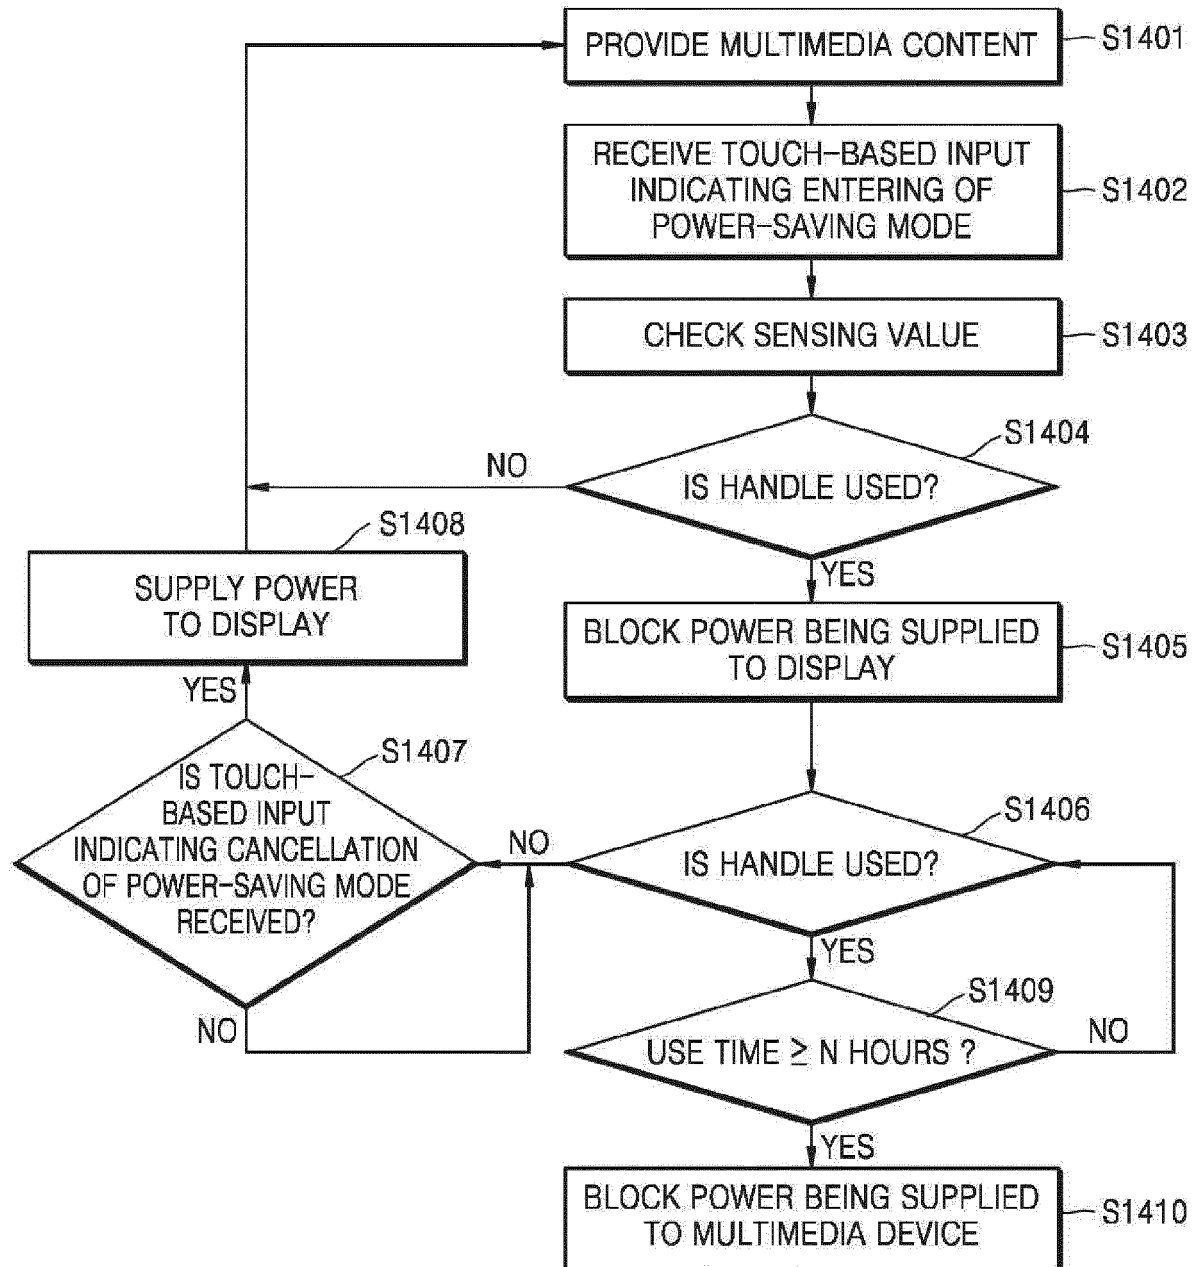 PROVIDE MULTIMEDIA CONTENT
S1401
RECEIVE TOUCH-BASED INPUT
INDICATING ENTERING OF
POWER-SAVING MODE
S1402
CHECK SENSING VALUE
S1403
S1404
IS HANDLE USED?
NO
YES
BLOCK POWER BEING SUPPLIED
TO DISPLAY
S1405
S1406
IS HANDLE USED?
NO
YES
S1407
IS TOUCH-
BASED INPUT
INDICATING CANCELLATION
OF POWER-SAVING MODE
RECEIVED?
YES
NO
S1408
SUPPLY POWER
TO DISPLAY
S1409
USE TIME ≥ N HOURS ?
NO
YES
BLOCK POWER BEING SUPPLIED
TO MULTIMEDIA DEVICE
S1410